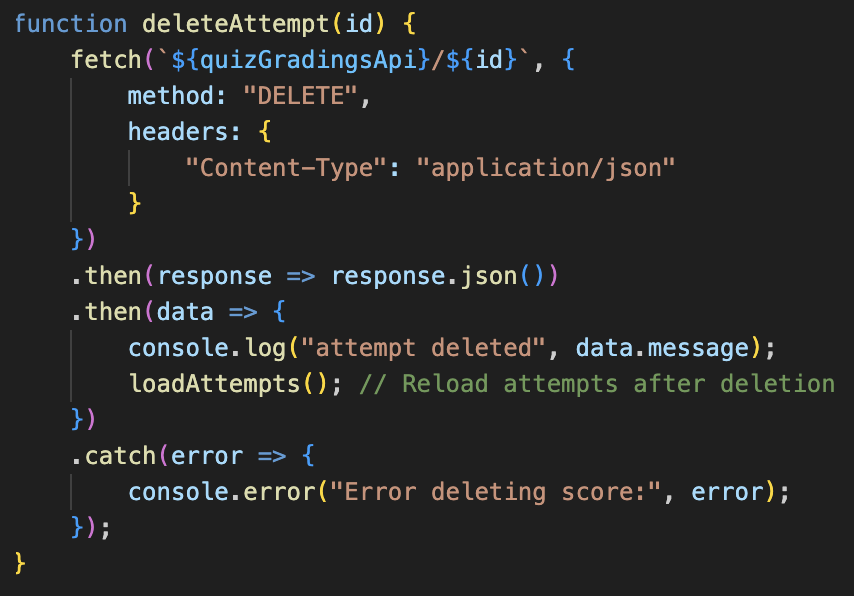 function deleteAttempt(id) {
    fetch(`${quizGradingsApi}/${id}`, {
        method: "DELETE",
        headers: {
            "Content-Type": "application/json"
        }
    })
    .then(response => response.json())
    .then(data => {
        console.log("attempt deleted", data.message);
        loadAttempts(); // Reload attempts after deletion
    })
    .catch(error => {
        console.error("Error deleting score:", error);
    });
}